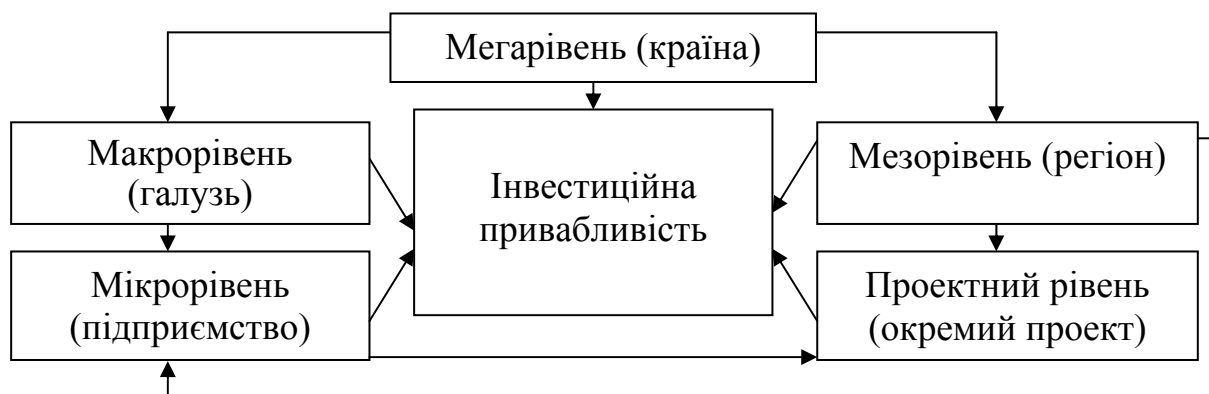 Мегарівень (країна)
Макрорівень
(галузь)
Інвестиційна
привабливість
Мезорівень (регіон)
Мікрорівень
(підприємство)
Проектний рівень
(окремий проект)